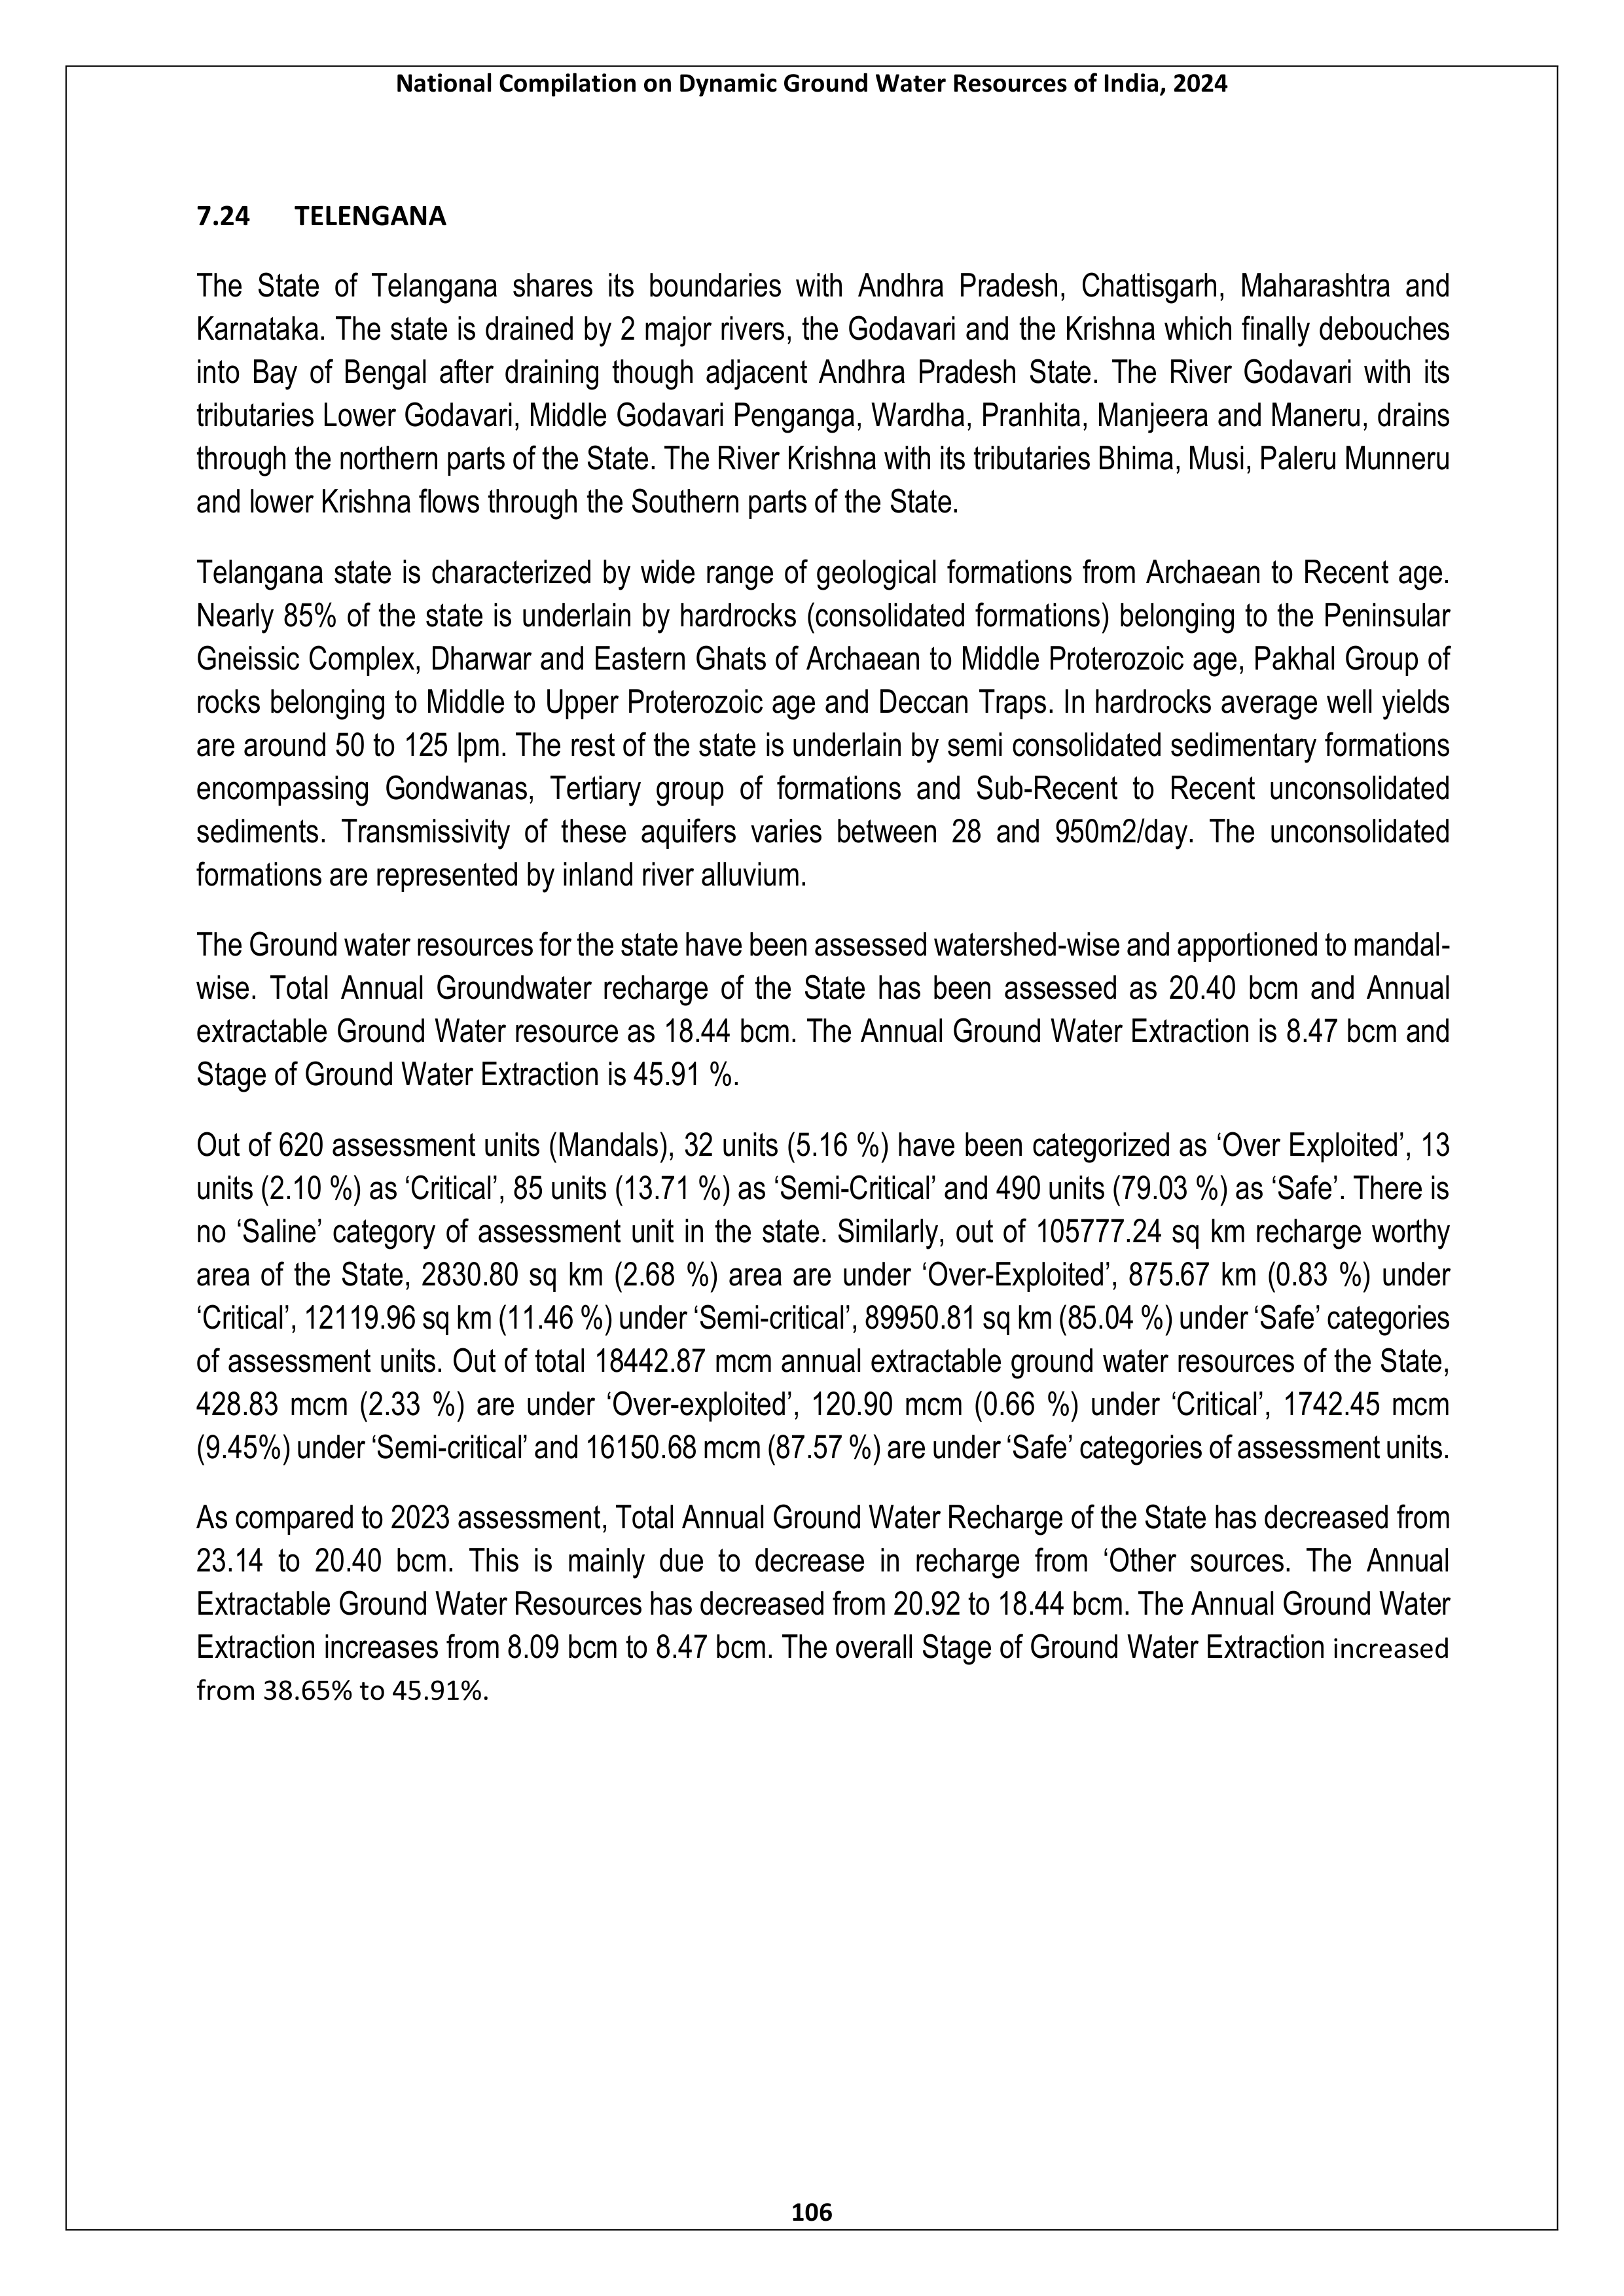 National Compilation on Dynamic Ground Water Resources of India, 2024
7.24 TELENGANA
The State of Telangana shares its boundaries with Andhra Pradesh, Chattisgarh, Maharashtra and
Karnataka. The state is drained by 2 major rivers, the Godavari and the Krishna which finally debouches
into Bay of Bengal after draining though adjacent Andhra Pradesh State. The River Godavari with its
tributaries Lower Godavari, Middle Godavari Penganga, Wardha, Pranhita, Manjeera and Maneru, drains
through the northern parts of the State. The River Krishna with its tributaries Bhima, Musi, Paleru Munneru
and lower Krishna flows through the Southern parts of the State.
Telangana state is characterized by wide range of geological formations from Archaean to Recent age.
Nearly 85% of the state is underlain by hardrocks (consolidated formations) belonging to the Peninsular
Gneissic Complex, Dharwar and Eastern Ghats of Archaean to Middle Proterozoic age, Pakhal Group of
rocks belonging to Middle to Upper Proterozoic age and Deccan Traps. In hardrocks average well yields
are around 50 to 125 lpm. The rest of the state is underlain by semi consolidated sedimentary formations
encompassing Gondwanas, Tertiary group of formations and Sub-Recent to Recent unconsolidated
sediments. Transmissivity of these aquifers varies between 28 and 950m2/day. The unconsolidated
formations are represented by inland river alluvium.
The Ground water resources for the state have been assessed watershed-wise and apportioned to mandal-
wise. Total Annual Groundwater recharge of the State has been assessed as 20.40 bcm and Annual
extractable Ground Water resource as 18.44 bcm. The Annual Ground Water Extraction is 8.47 bcm and
Stage of Ground Water Extraction is 45.91 %.
Out of 620 assessment units (Mandals), 32 units (5.16 %) have been categorized as ‘Over Exploited’, 13
units (2.10 %) as ‘Critical’, 85 units (13.71 %) as ‘Semi-Critical’ and 490 units (79.03 %) as ‘Safe’. There is
no ‘Saline’ category of assessment unit in the state. Similarly, out of 105777.24 sq km recharge worthy
area of the State, 2830.80 sq km (2.68 %) area are under ‘Over-Exploited’, 875.67 km (0.83 %) under
‘Critical’, 12119.96 sq km (11.46 %) under ‘Semi-critical’, 89950.81 sq km (85.04 %) under ‘Safe’ categories
of assessment units. Out of total 18442.87 mcm annual extractable ground water resources of the State,
428.83 mcm (2.33 %) are under ‘Over-exploited’, 120.90 mcm (0.66 %) under ‘Critical’, 1742.45 mcm
(9.45%) under ‘Semi-critical’ and 16150.68 mcm (87.57 %) are under ‘Safe’ categories of assessment units.
As compared to 2023 assessment, Total Annual Ground Water Recharge of the State has decreased from
23.14 to 20.40 bcm. This is mainly due to decrease in recharge from ‘Other sources. The Annual
Extractable Ground Water Resources has decreased from 20.92 to 18.44 bcm. The Annual Ground Water
Extraction increases from 8.09 bcm to 8.47 bcm. The overall Stage of Ground Water Extraction increased
from 38.65% to 45.91%.
106